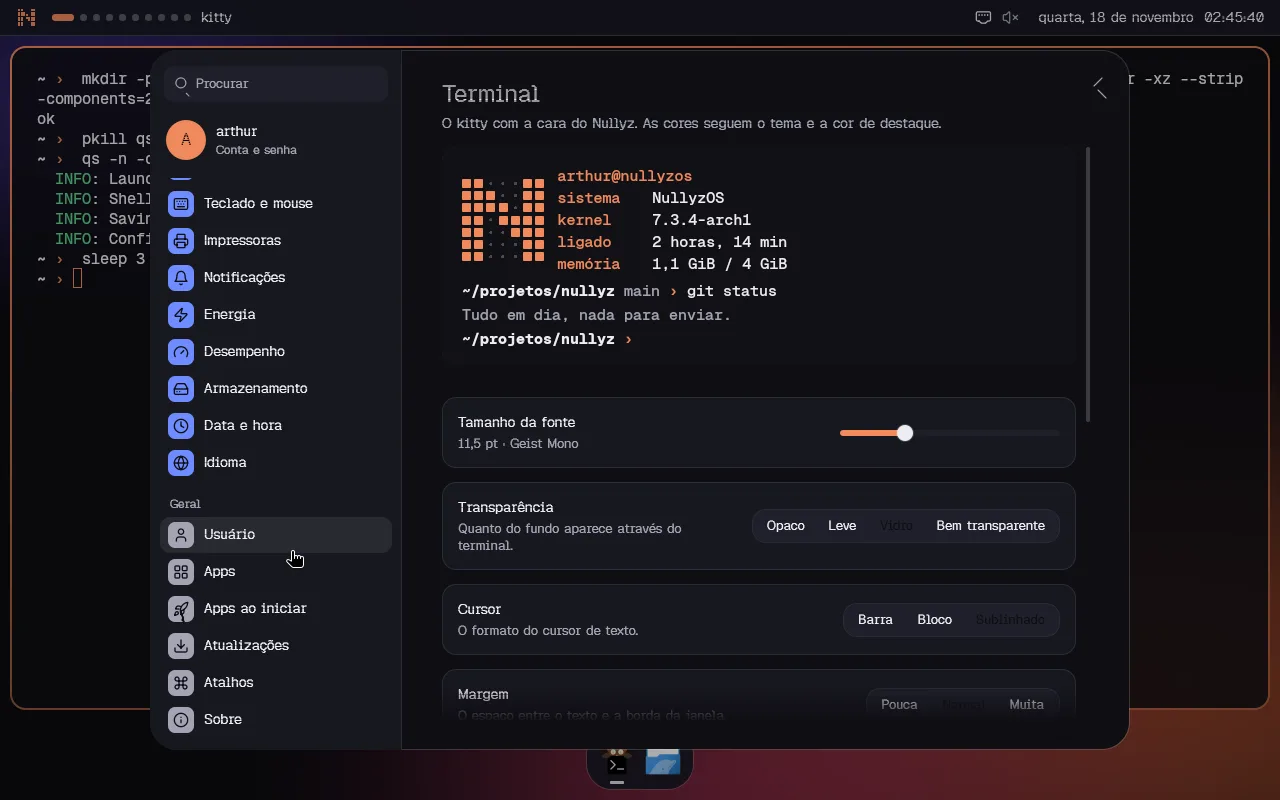 kitty
quarta, 18 de novembro 02:45:40
~ › mkdir -p
r -xz --strip
-components=2
ok
~ › pkill qs
~ › qs -n -c
INFO: Laun
INFO: Shell
INFO: Savin
INFO: Confi
~ › sleep 3
~ ›
Procurar
A
arthur
Conta e senha
Teclado e mouse
Impressoras
Notificações
Energia
Desempenho
Armazenamento
Data e hora
Idioma
Geral
Usuário
Apps
Apps ao iniciar
Atualizações
Atalhos
Sobre
Terminal
O kitty com a cara do Nullyz. As cores seguem o tema e a cor de destaque.
arthur@nullyzos
sistema NullyzOS
kernel 7.3.4-arch1
ligado 2 horas, 14 min
memória 1,1 GiB / 4 GiB
~/projetos/nullyz main › git status
Tudo em dia, nada para enviar.
~/projetos/nullyz ›
Tamanho da fonte
11,5 pt · Geist Mono
Transparência
Quanto do fundo aparece através do
terminal.
Opaco Leve Vidro Bem transparente
Cursor
O formato do cursor de texto.
Barra Bloco Sublinhado
Margem
O espaço entre o texto e a borda da janela.
Pouca Normal Muita